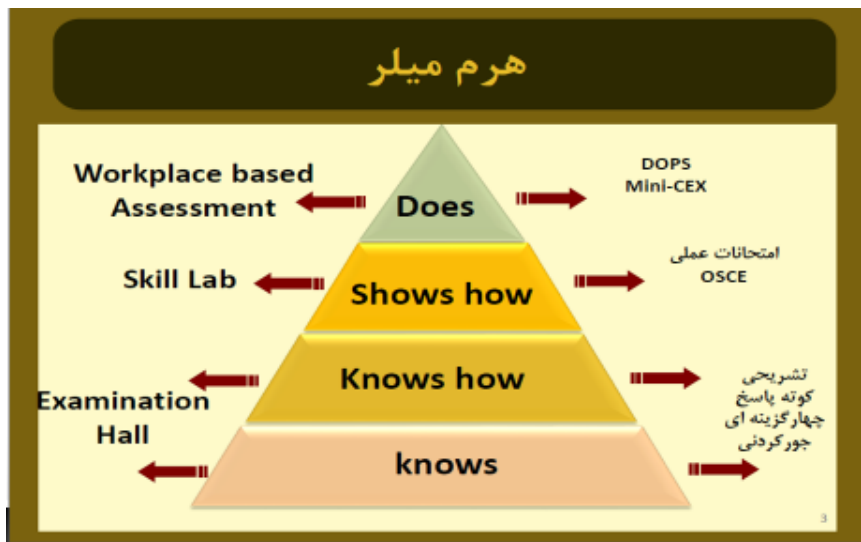 هرم میلر
Workplace based
Assessment
Does
DOPS
Mini-CEX
Skill Lab
Shows how
امتحانات عملی
OSCE
Examination
Hall
Knows how
knows
تشریحی
کوته پاسخ
چهارگزینه ای
جورکردنی
3